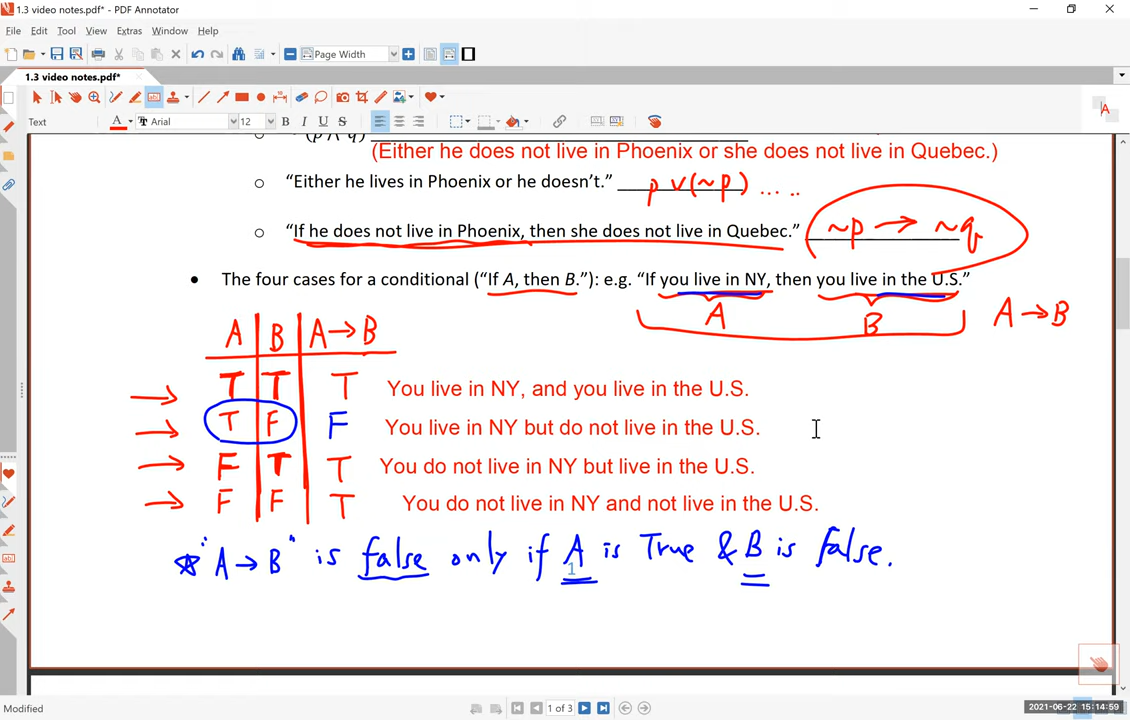 1.3 video notes.pdf* - PDF Annotator
File Edit Tool View Extras Window Help
Page Width
1.3 video notes.pdf*
Text Arial 12 B I U S A
(p ∧ q)
(Either he does not live in Phoenix or she does not live in Quebec.)
○ “Either he lives in Phoenix or he doesn’t.” p ∨ (~p) .....
○ “If he does not live in Phoenix, then she does not live in Quebec.” ~p → ~q
• The four cases for a conditional (“If A, then B.”): e.g. “If you live in NY, then you live in the U.S.”
A B A → B
A B A → B
T T T You live in NY, and you live in the U.S.
T F F You live in NY but do not live in the U.S.
F T T You do not live in NY but live in the U.S.
F F T You do not live in NY and not live in the U.S.
"A → B" is false only if A is True & B is false.
1
Modified 1 of 3 2021-06-22 15:14:59